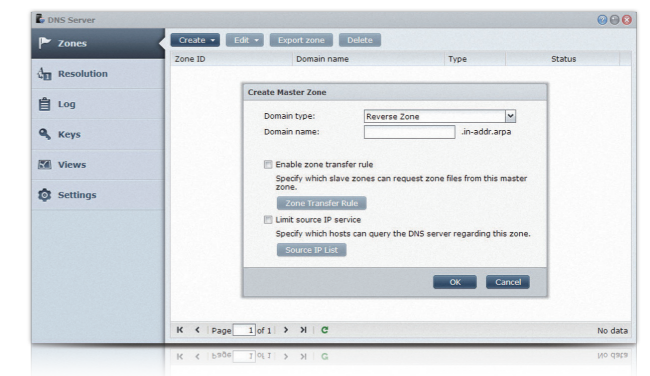 DNS Server
Zones
Resolution
Log
Keys
Views
Settings
Create Edit Export zone Delete
Zone ID Domain name Type Status
Create Master Zone
Domain type: Reverse Zone
Domain name: .in-addr.arpa
Enable zone transfer rule
Specify which slave zones can request zone files from this master
zone.
Zone Transfer Rule
Limit source IP service
Specify which hosts can query the DNS server regarding this zone.
Source IP List
OK Cancel
Page 1 of 1 No data